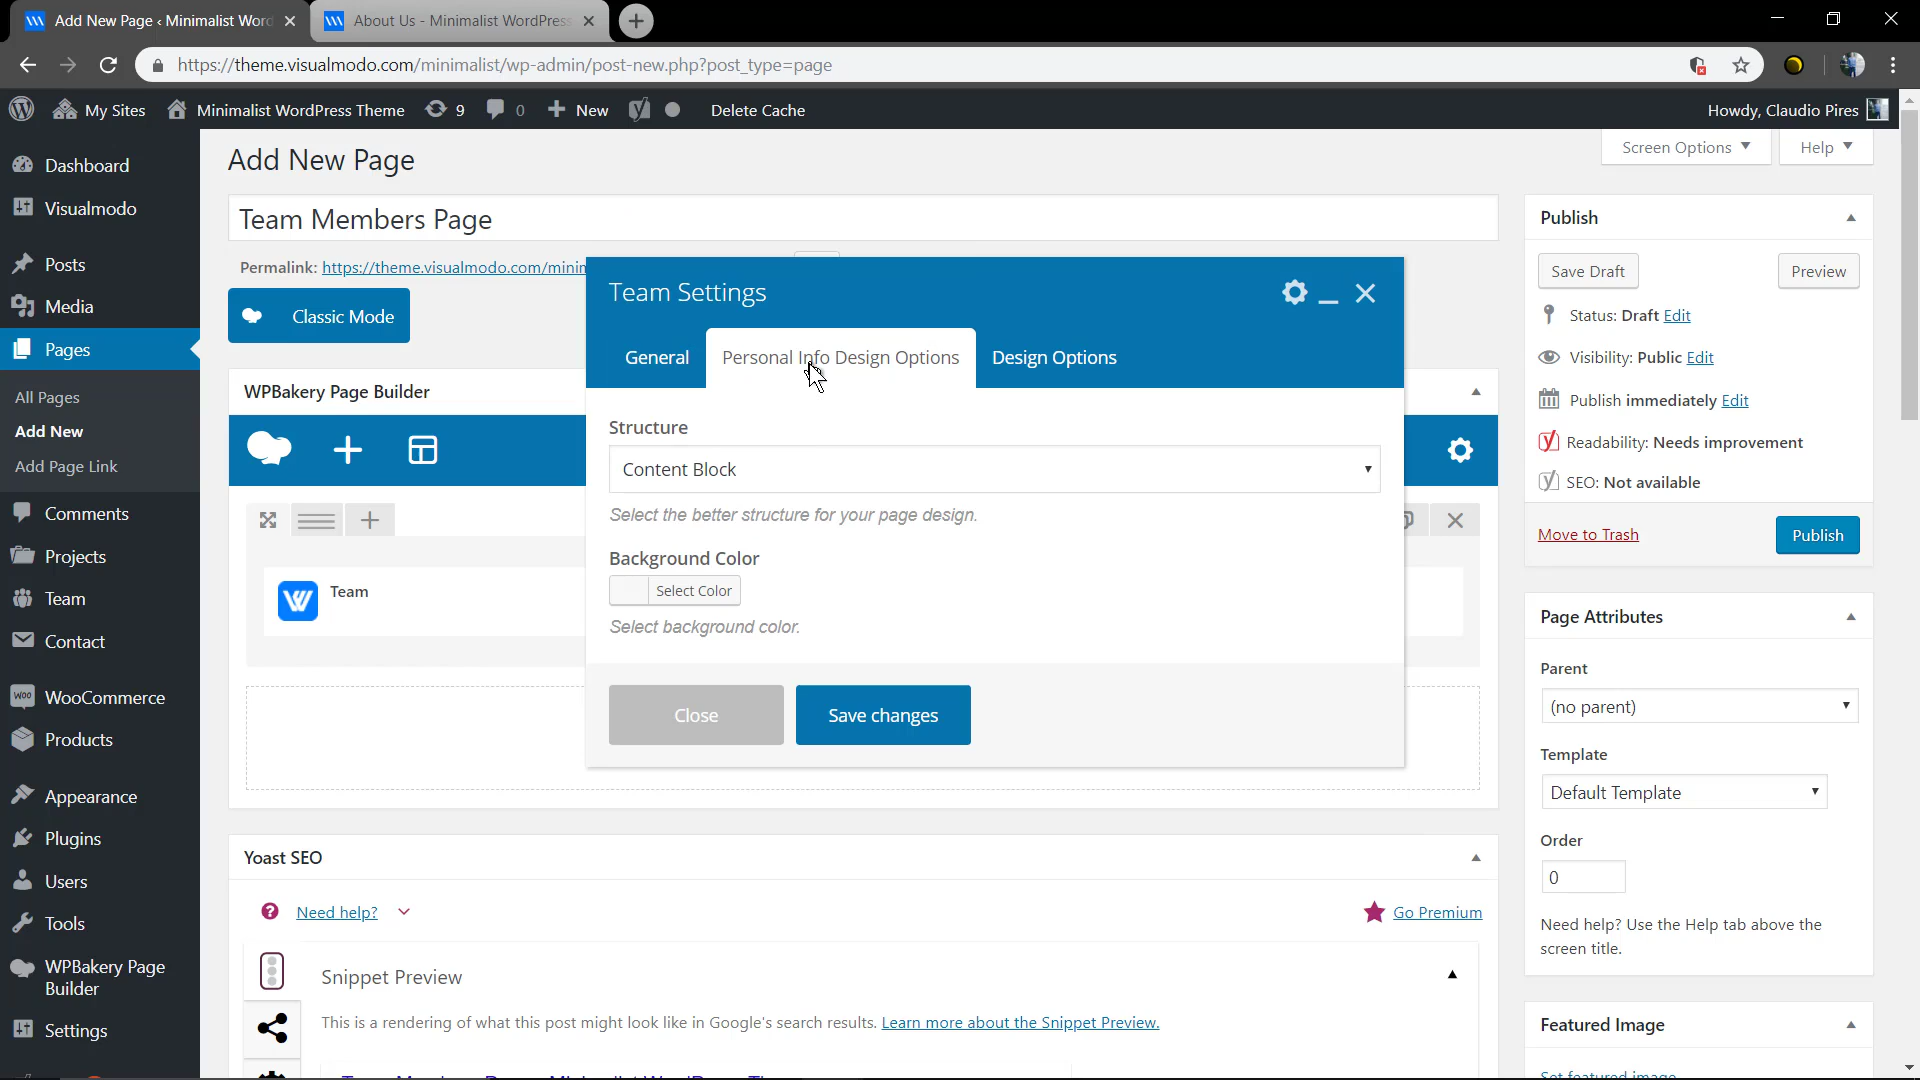 Add New Page ‹ Minimalist Word
About Us - Minimalist WordPress
https://theme.visualmodo.com/minimalist/wp-admin/post-new.php?post_type=page
My Sites
Minimalist WordPress Theme
9
0
New
Delete Cache
Howdy, Claudio Pires
Dashboard
Visualmodo
Posts
Media
Pages
All Pages
Add New
Add Page Link
Comments
Projects
Team
Contact
WooCommerce
Products
Appearance
Plugins
Users
Tools
WPBakery Page
Builder
Settings
Add New Page
Screen Options
Help
Team Members Page
Permalink: https://theme.visualmodo.com/minin
Classic Mode
WPBakery Page Builder
Team
Team Settings
General
Personal Info Design Options
Design Options
Structure
Content Block
Select the better structure for your page design.
Background Color
Select Color
Select background color.
Close
Save changes
Yoast SEO
Need help?
Go Premium
Snippet Preview
This is a rendering of what this post might look like in Google's search results. Learn more about the Snippet Preview.
Publish
Save Draft
Preview
Status: Draft Edit
Visibility: Public Edit
Publish immediately Edit
Readability: Needs improvement
SEO: Not available
Move to Trash
Publish
Page Attributes
Parent
(no parent)
Template
Default Template
Order
0
Need help? Use the Help tab above the
screen title.
Featured Image
Set featured image